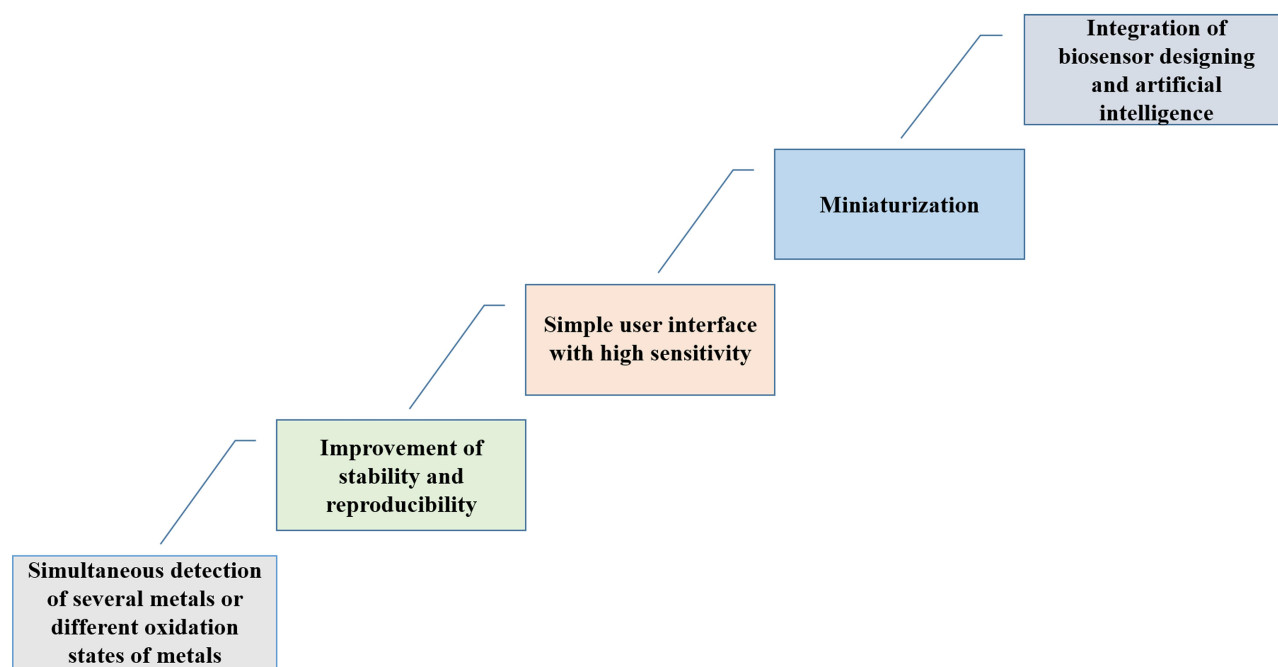 Integration of
biosensor designing
and artificial
intelligence
Miniaturization
Simple user interface
with high sensitivity
Improvement of
stability and
reproducibility
Simultaneous detection
of several metals or
different oxidation
states of metals